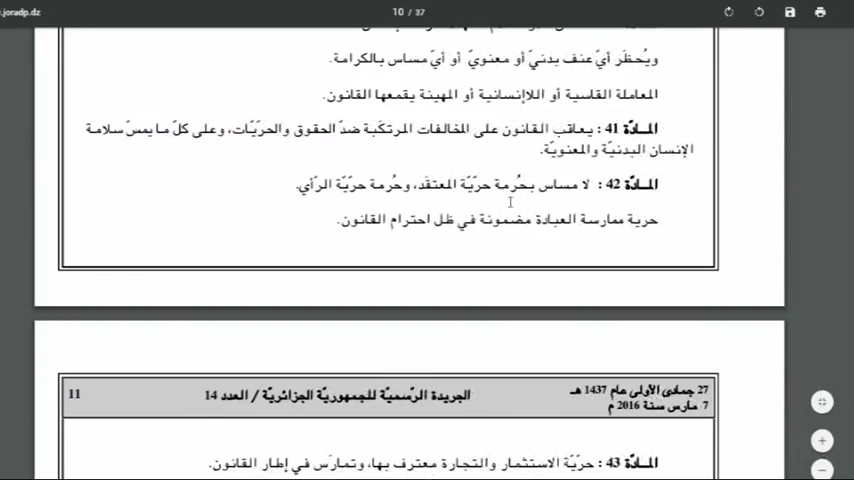 joradp.dz
10 / 37
ويُحظَر أيّ عنف بدنيّ أو معنويّ أو أيّ مساس بالكرامة.
المعاملة القاسية أو اللاإنسانية أو المهينة يقمعها القانون.
المـادّة 41 : يعاقب القانون على المخالفات المرتكَبة ضدّ الحقوق والحرّيّات، وعلى كلّ ما يمسّ سلامة
الإنسان البدنيّة والمعنويّة.
المـادّة 42 : لا مساس بحُرمة حرّيّة المعتقَد، وحُرمة حرّيّة الرّأي.
حرية ممارسة العبادة مضمونة في ظل احترام القانون.
27 جمادى الأولى عام 1437 هـ
7 مارس سنة 2016 م
الجريدة الرّسميّة للجمهوريّة الجزائريّة / العدد 14
11
المـادّة 43 : حرّيّة الاستثمار والتجارة معترف بها، وتمارَس في إطار القانون.